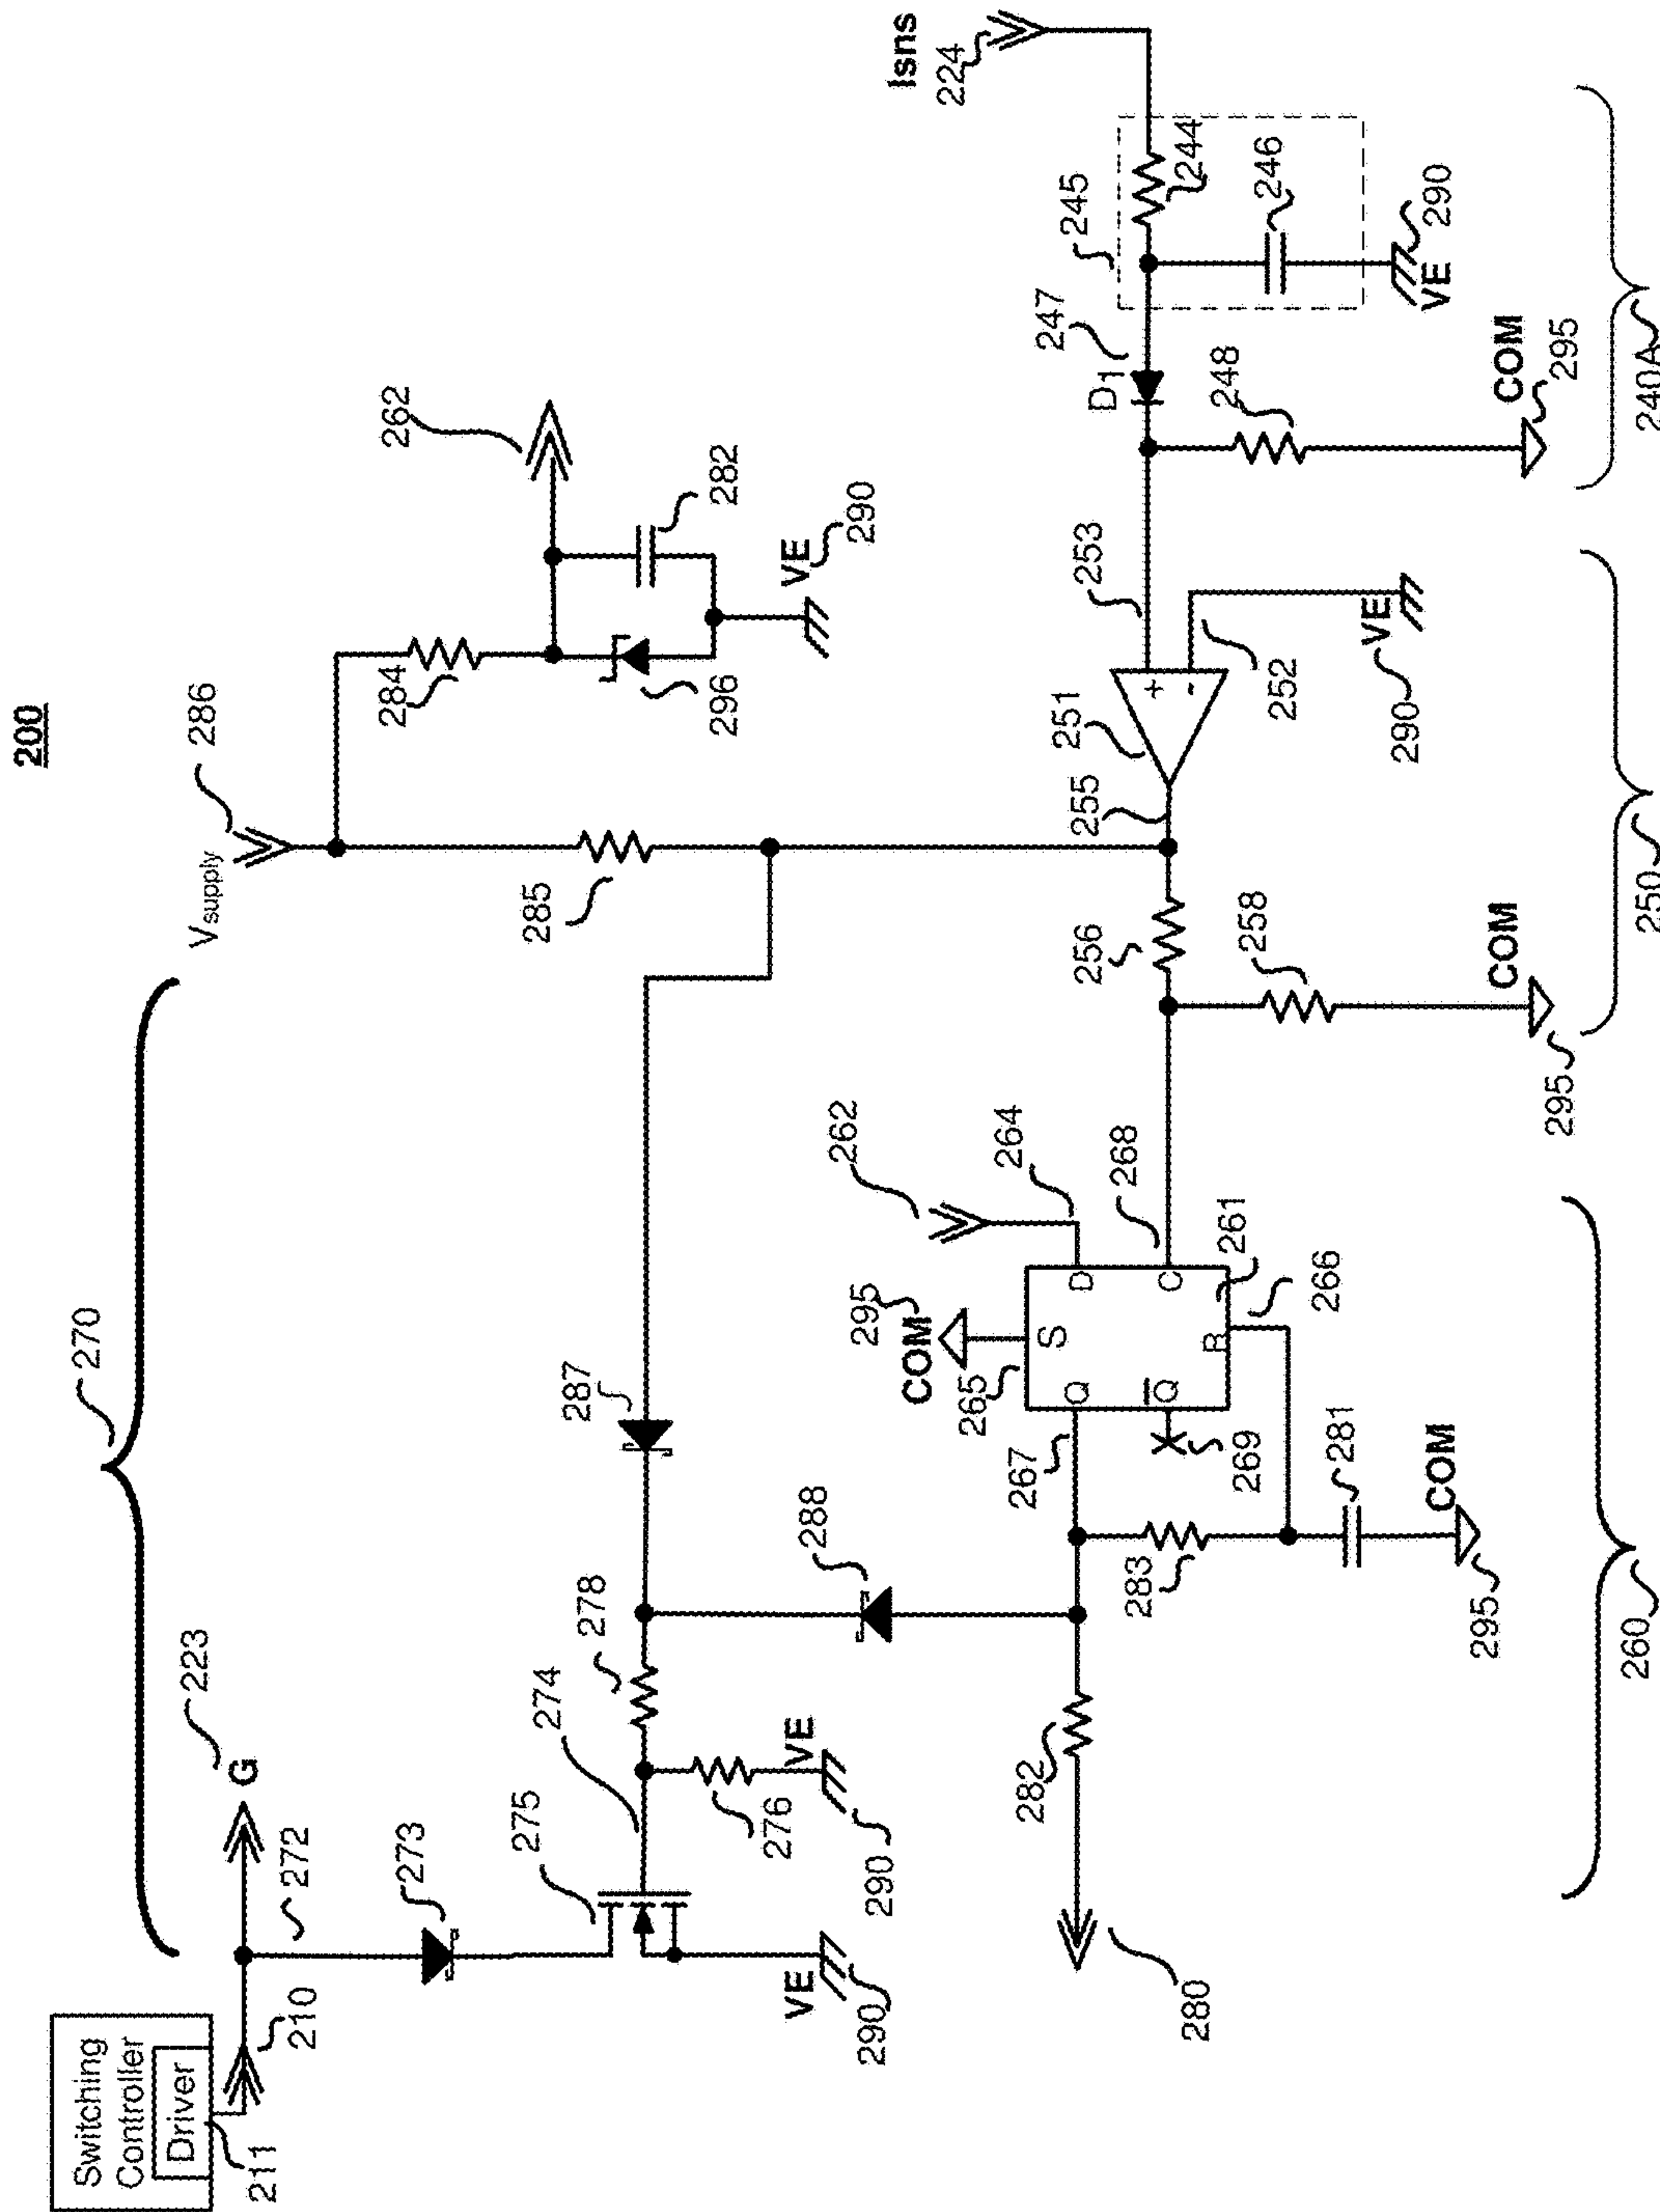 200
270
Switching
Controller
Driver
211
210
272
G
223
273
275
VE
290
274
276
VE
290
278
287
288
Vsupply
286
285
284
296
282
VE
290
262
280
282
283
281
COM
295
267
Q
Q
269
S
265
COM
295
D
C
R
261
266
268
264
262
260
256
258
COM
295
255
251
+
-
253
252
VE
290
250
D1
247
248
COM
295
245
244
246
VE
290
Isns
224
240A